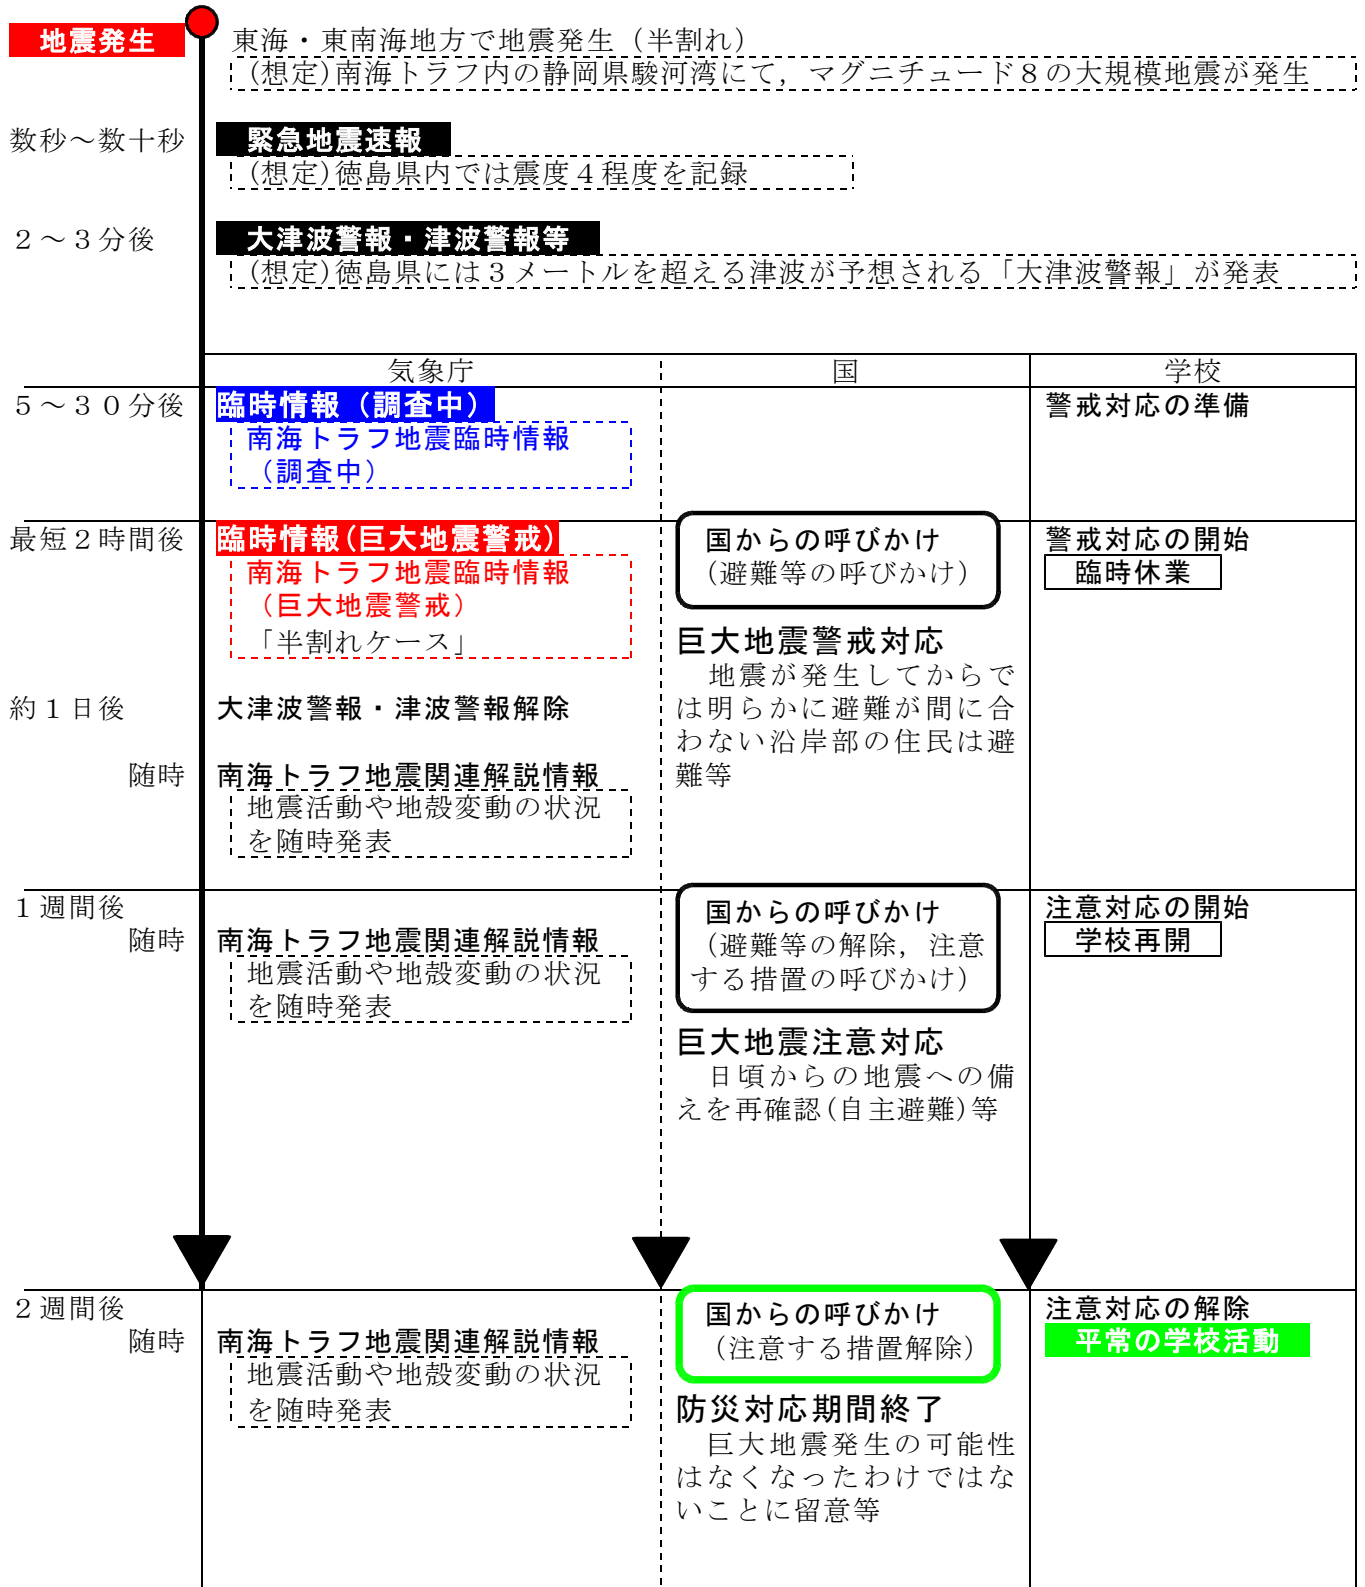 地震発生
東海・東南海地方で地震発生（半割れ）
(想定)南海トラフ内の静岡県駿河湾にて，マグニチュード８の大規模地震が発生
数秒～数十秒
緊急地震速報
(想定)徳島県内では震度４程度を記録
２～３分後
大津波警報・津波警報等
(想定)徳島県には３メートルを超える津波が予想される「大津波警報」が発表
気象庁
国
学校
５～３０分後
臨時情報（調査中）
警戒対応の準備
南海トラフ地震臨時情報
（調査中）
最短２時間後
臨時情報(巨大地震警戒)
国からの呼びかけ
警戒対応の開始
南海トラフ地震臨時情報
（避難等の呼びかけ）
臨時休業
（巨大地震警戒）
「半割れケース」
巨大地震警戒対応
地震が発生してからで
は明らかに避難が間に合
わない沿岸部の住民は避
難等
約１日後
大津波警報・津波警報解除
随時
南海トラフ地震関連解説情報
地震活動や地殻変動の状況
を随時発表
１週間後
国からの呼びかけ
注意対応の開始
随時
南海トラフ地震関連解説情報
（避難等の解除，注意
する措置の呼びかけ）
学校再開
地震活動や地殻変動の状況
を随時発表
巨大地震注意対応
日頃からの地震への備
えを再確認(自主避難)等
２週間後
国からの呼びかけ
注意対応の解除
随時
南海トラフ地震関連解説情報
（注意する措置解除）
平常の学校活動
地震活動や地殻変動の状況
を随時発表
防災対応期間終了
巨大地震発生の可能性
はなくなったわけではな
いことに留意等